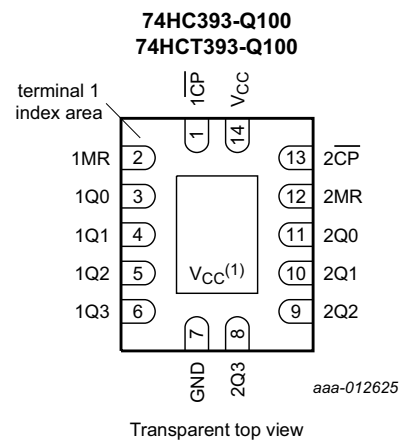 74HC393-Q100
74HCT393-Q100
terminal 1
index area
1CP
VCC
1
14
1MR 2
13 2CP
1Q0 3
12 2MR
1Q1 4
11 2Q0
1Q2 5
10 2Q1
VCC(1)
1Q3 6
9 2Q2
7
8
GND
2Q3
aaa-012625
Transparent top view